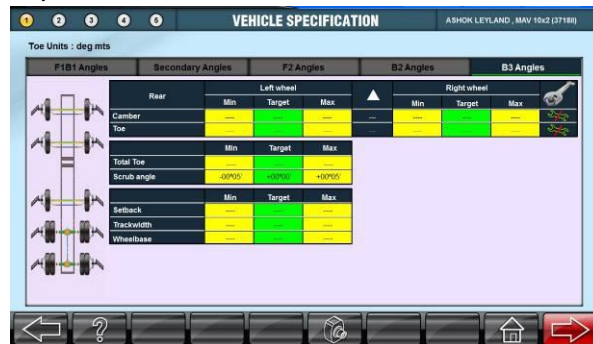 1 2 3 4 5 VEHICLE SPECIFICATION ASHOK LEYLAND , MAV 10x2 (3718II)
Toe Units : deg mts
F1B1 Angles Secondary Angles F2 Angles B2 Angles B3 Angles
Rear Left wheel Right wheel
Min Target Max Min Target Max
Camber ---- ---- ---- ---- ---- ---- ----
Toe ---- ---- ---- ---- ---- ---- ----
Min Target Max
Total Toe ---- ---- ----
Scrub angle -00°05' +00°00' +00°05'
Min Target Max
Setback ---- ---- ----
Trackwidth ---- ---- ----
Wheelbase ---- ---- ----
?